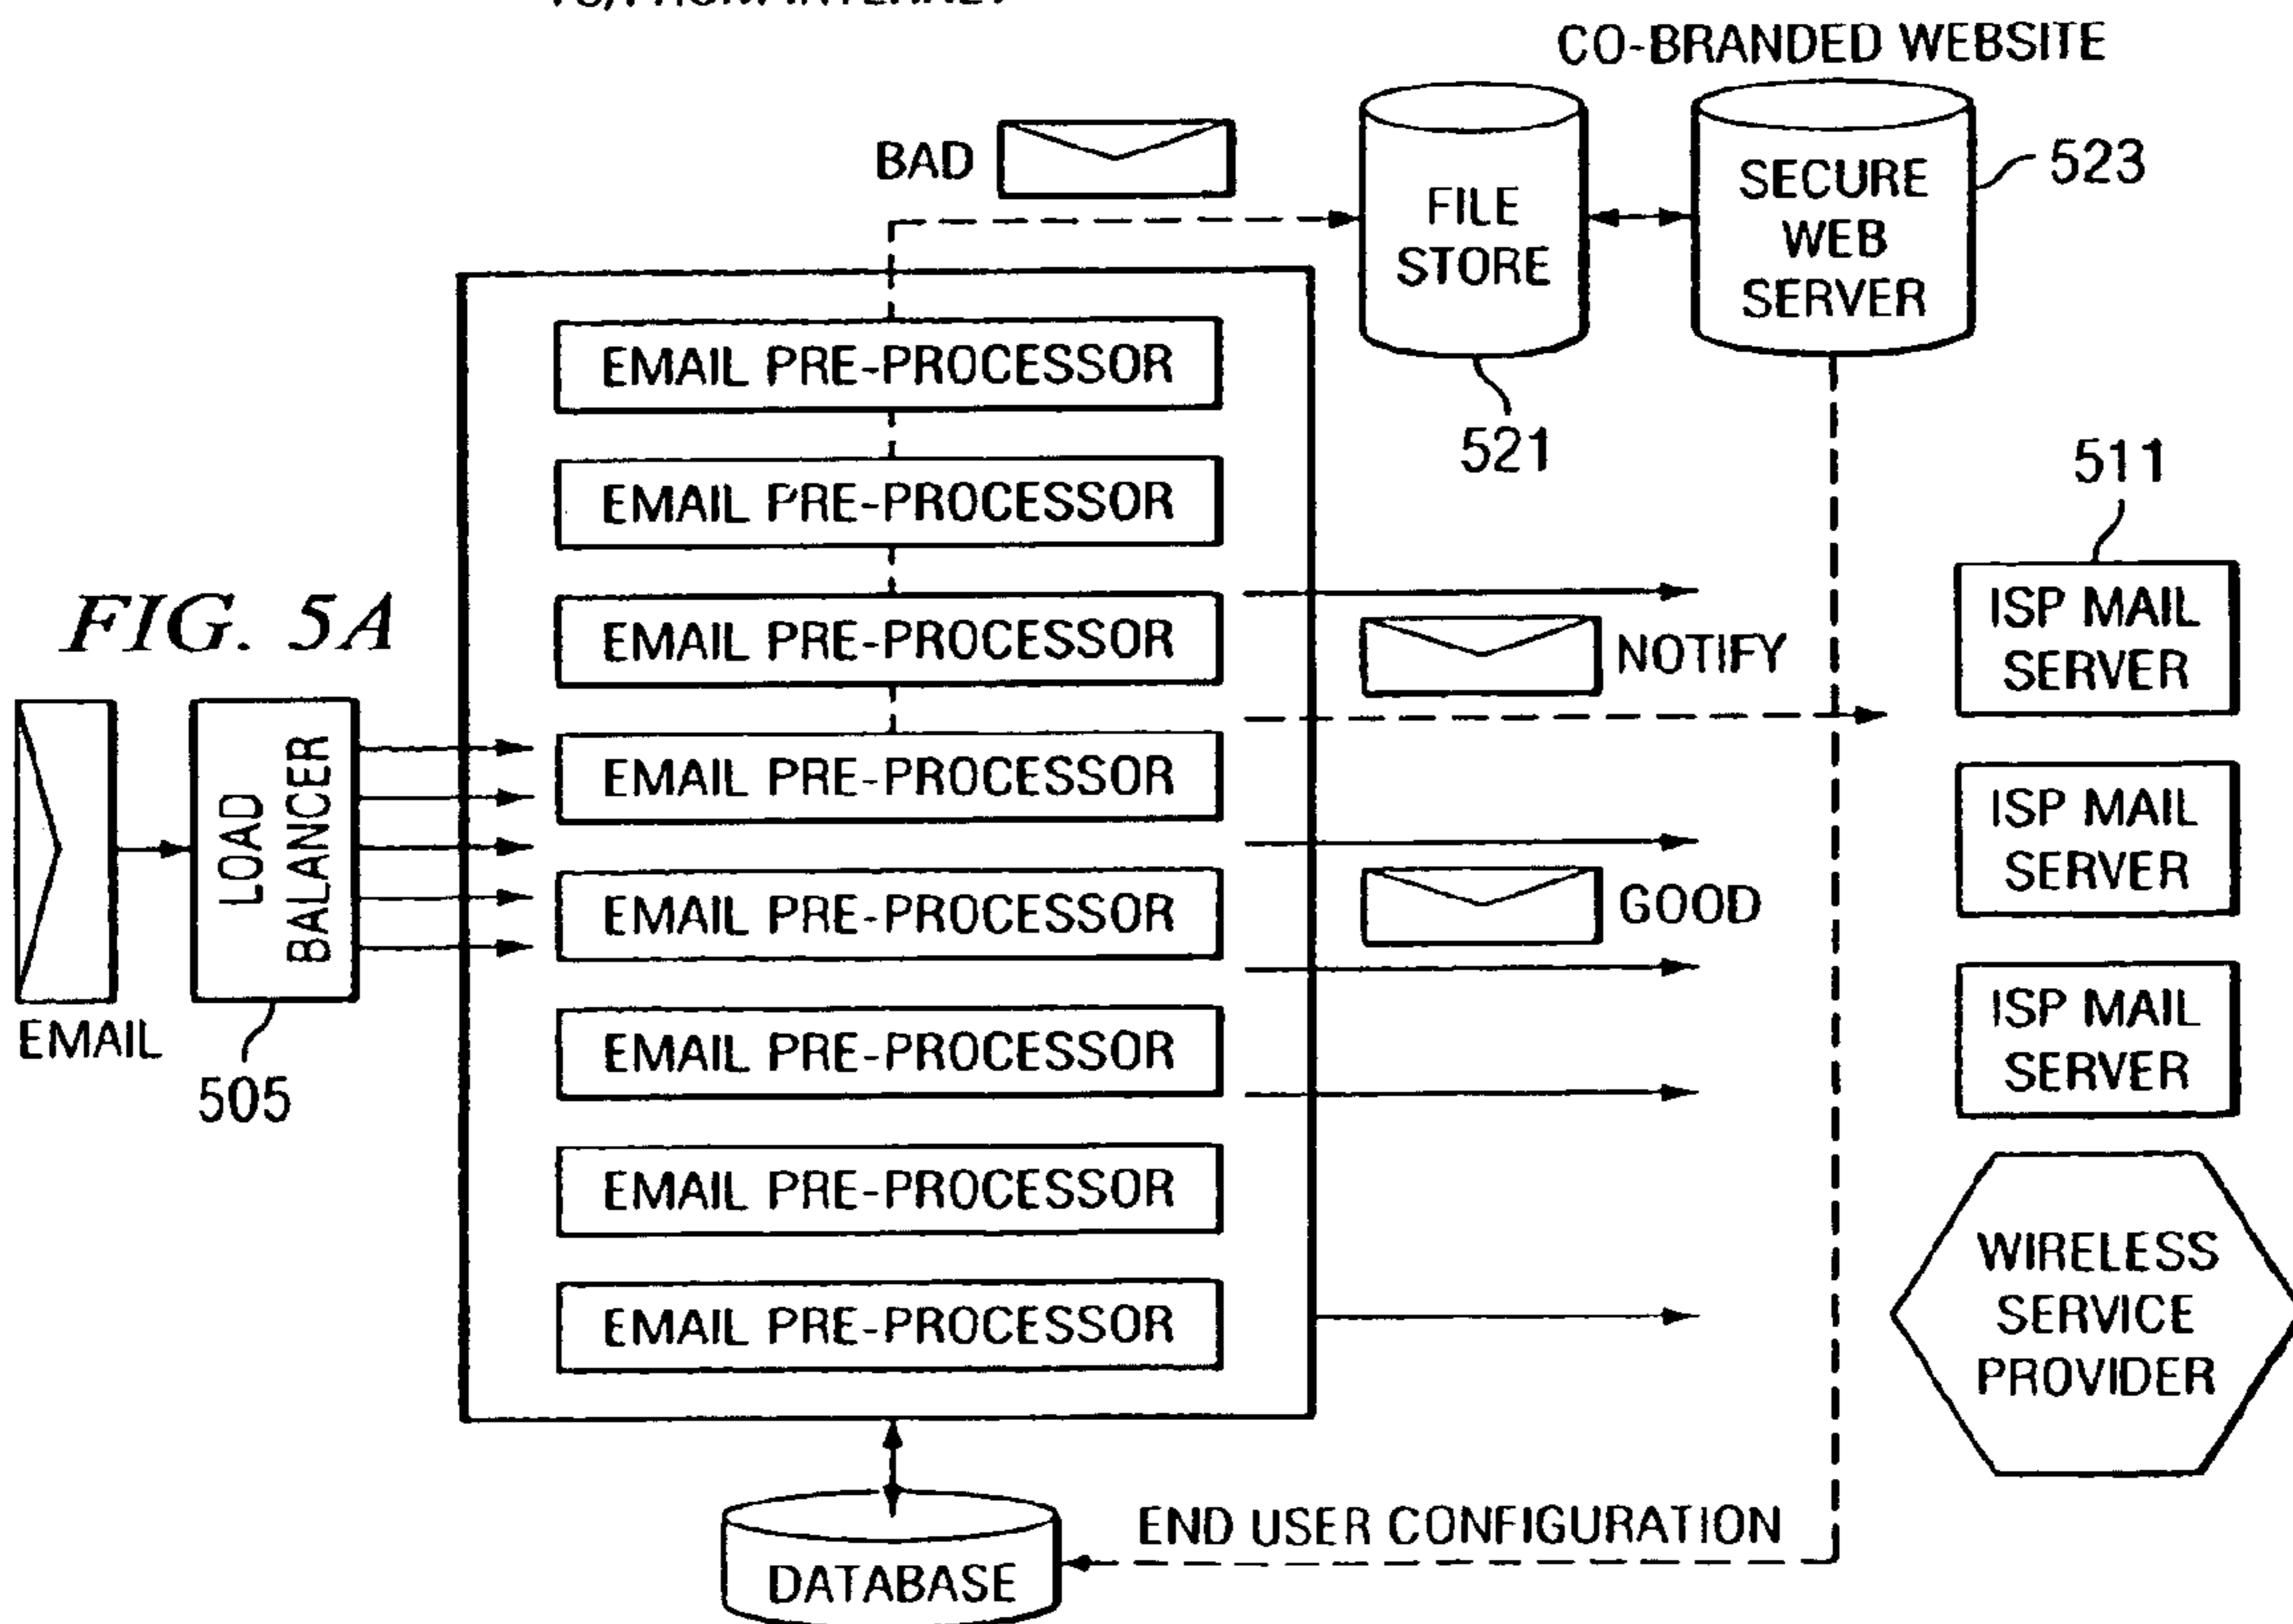 CO-BRANDED WEBSITE
BAD
FILE
STORE
SECURE
WEB
SERVER
523
521
511
EMAIL PRE-PROCESSOR
EMAIL PRE-PROCESSOR
EMAIL PRE-PROCESSOR
EMAIL PRE-PROCESSOR
EMAIL PRE-PROCESSOR
EMAIL PRE-PROCESSOR
EMAIL PRE-PROCESSOR
EMAIL PRE-PROCESSOR
FIG. 5A
NOTIFY
GOOD
ISP MAIL
SERVER
ISP MAIL
SERVER
ISP MAIL
SERVER
LOAD
BALANCER
EMAIL
505
WIRELESS
SERVICE
PROVIDER
END USER CONFIGURATION
DATABASE